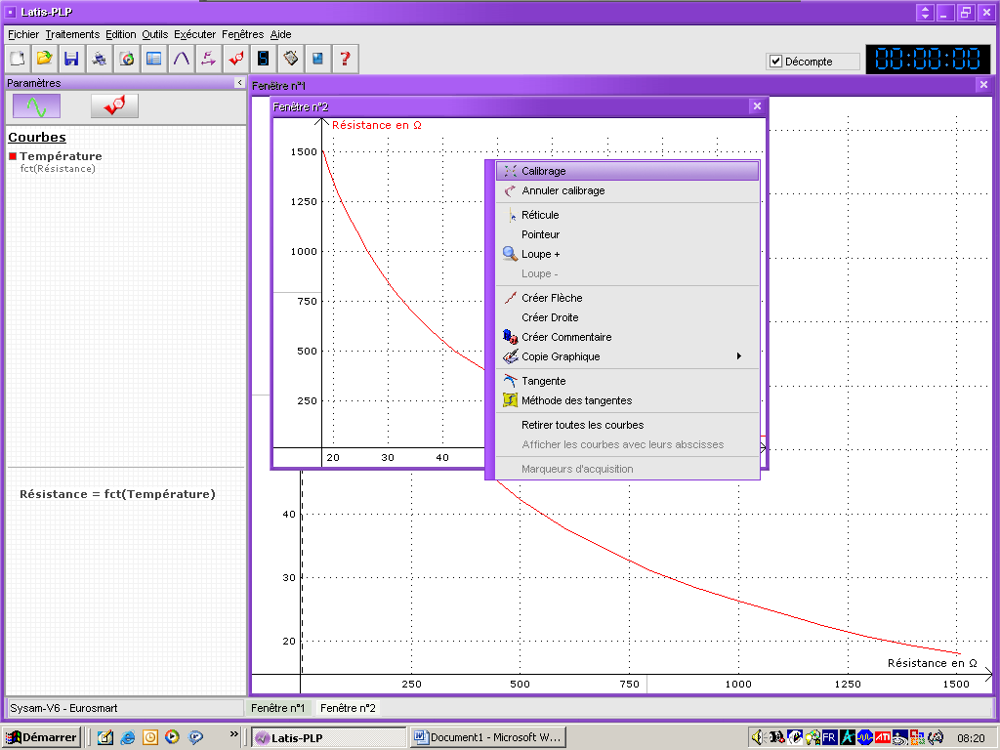 Latis-PLP
Fichier Traitements Edition Outils Exécuter Fenêtres Aide
Décompte
00:00:00
Paramètres
Courbes
Température
fct(Résistance)
Résistance = fct(Température)
Fenêtre n°1
Fenêtre n°2
Résistance en Ω
1500
1250
1000
750
500
250
20 30 40
Calibrage
Annuler calibrage
Réticule
Pointeur
Loupe +
Loupe -
Créer Flèche
Créer Droite
Créer Commentaire
Copie Graphique
Tangente
Méthode des tangentes
Retirer toutes les courbes
Afficher les courbes avec leurs abscisses
Marqueurs d'acquisition
40
30
20
Résistance en Ω
250 500 750 1000 1250 1500
Sysam-V6 - Eurosmart
Fenêtre n°1 Fenêtre n°2
Démarrer
Latis-PLP
Document1 - Microsoft W...
FR
ATI
08:20